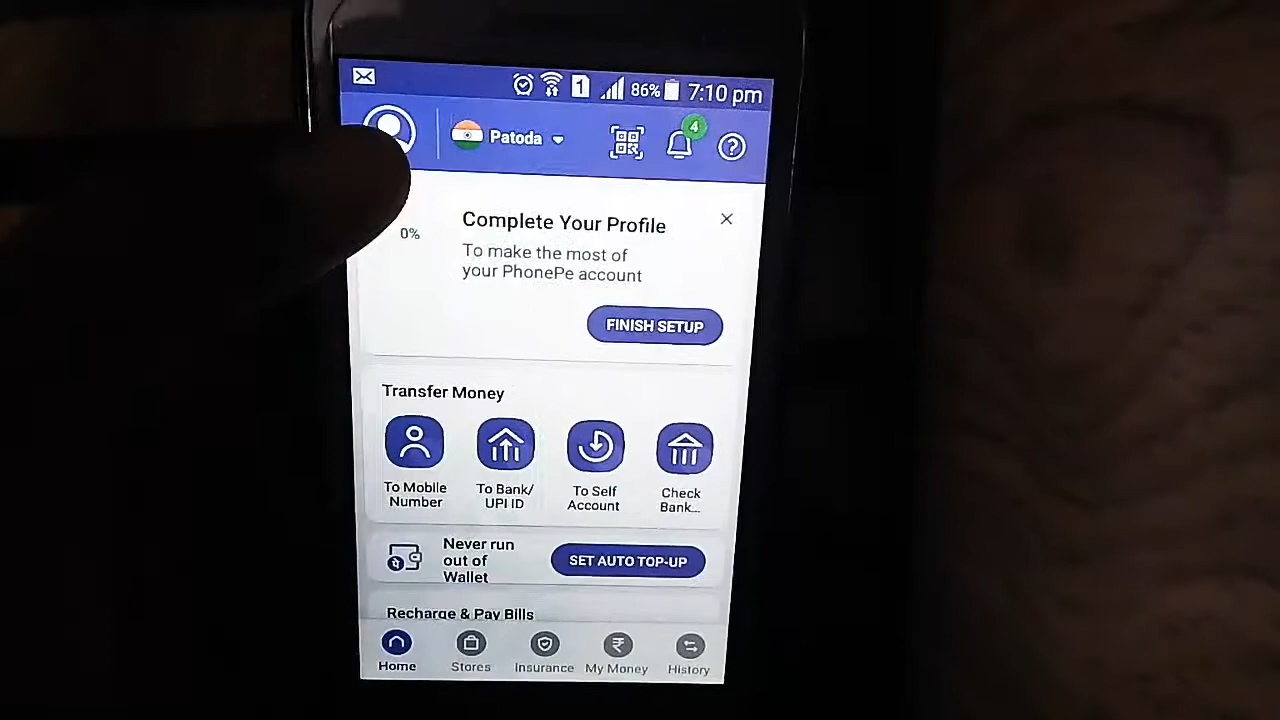 1 86% 7:10 pm
Patoda
4
?
0%
Complete Your Profile
To make the most of
your PhonePe account
FINISH SETUP
Transfer Money
To Mobile
Number
To Bank/
UPI ID
To Self
Account
Check
Bank...
Never run
out of
Wallet
SET AUTO TOP-UP
Recharge & Pay Bills
Home
Stores
Insurance
My Money
History